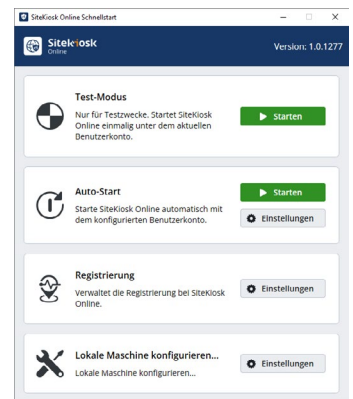 SiteKiosk Online Schnellstart
Sitekiosk
Online
Version: 1.0.1277
Test-Modus
Nur für Testzwecke. Startet SiteKiosk
Online einmalig unter dem aktuellen
Benutzerkonto.
Starten
Auto-Start
Starte SiteKiosk Online automatisch mit
dem konfigurierten Benutzerkonto.
Starten
Einstellungen
Registrierung
Verwaltet die Registrierung bei SiteKiosk
Online.
Einstellungen
Lokale Maschine konfigurieren...
Lokale Maschine konfigurieren...
Einstellungen